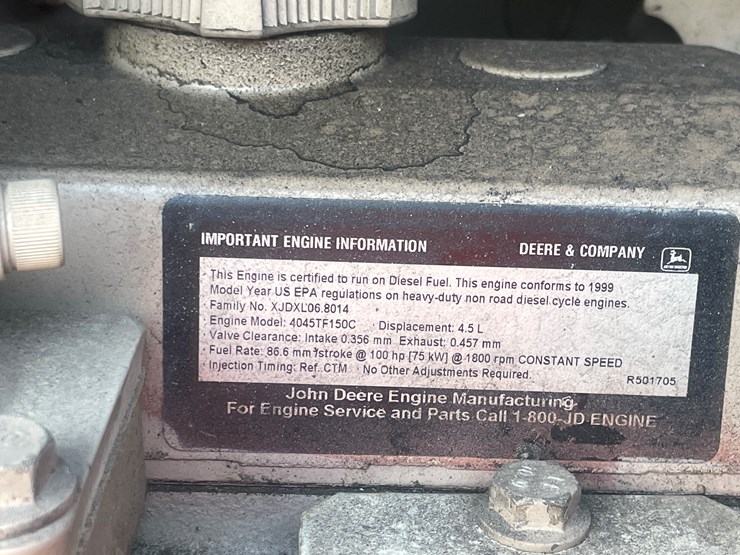 IMPORTANT ENGINE INFORMATION DEERE & COMPANY
This Engine is certified to run on Diesel Fuel. This engine conforms to 1999
Model Year US EPA regulations on heavy-duty non road diesel cycle engines.
Family No. XJDXL06.8014
Engine Model: 4045TF150C Displacement: 4.5 L
Valve Clearance: Intake 0.356 mm Exhaust: 0.457 mm
Fuel Rate: 86.6 mm³/stroke @ 100 hp [75 kW] @ 1800 rpm CONSTANT SPEED
Injection Timing: Ref. CTM No Other Adjustments Required.
R501705
John Deere Engine Manufacturing
For Engine Service and Parts Call 1-800-JD ENGINE